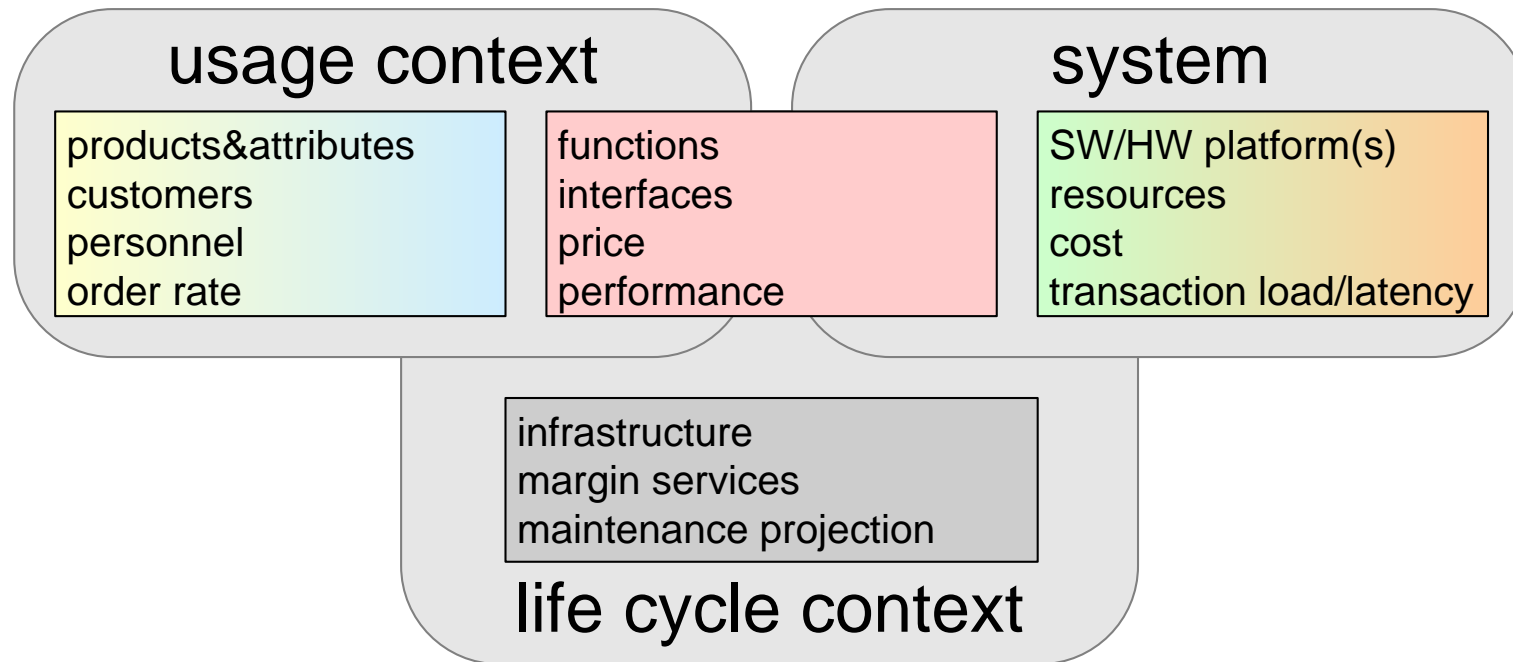 usage context
products&attributes
customers
personnel
order rate
functions
interfaces
price
performance
system
SW/HW platform(s)
resources
cost
transaction load/latency
infrastructure
margin services
maintenance projection
life cycle context